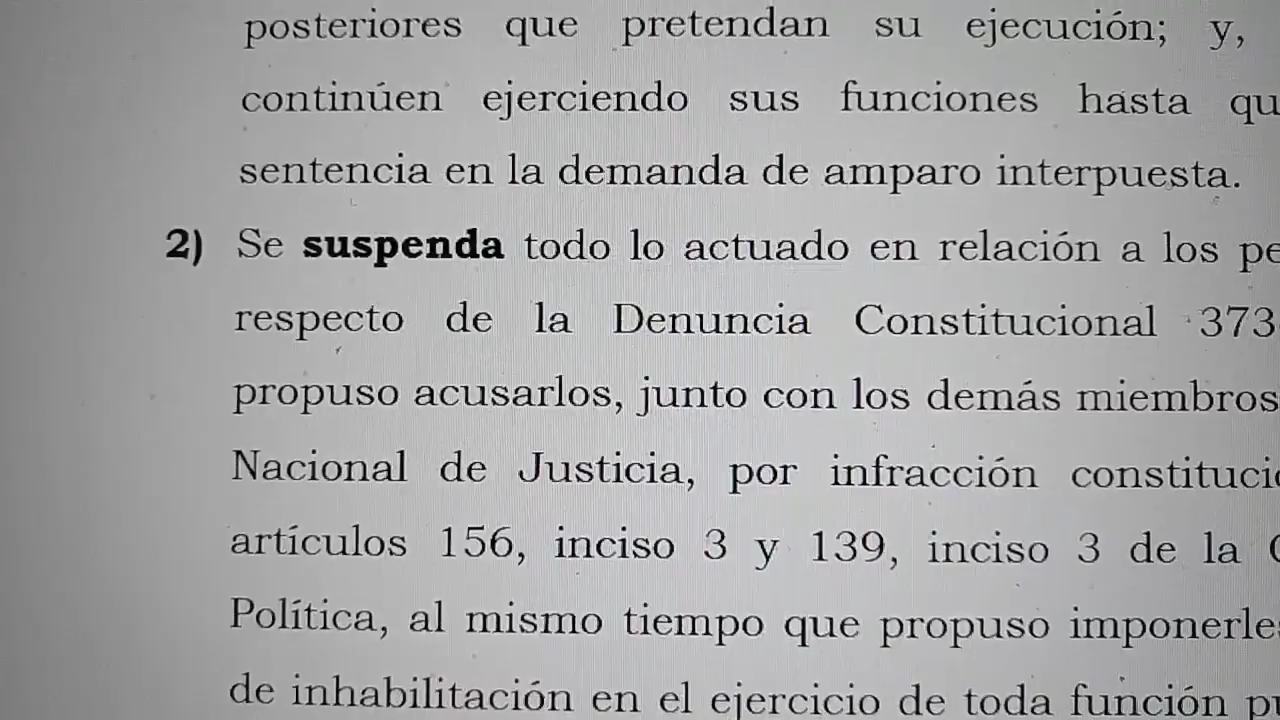 posteriores que pretendan su ejecución; y,
continúen ejerciendo sus funciones hasta
sentencia en la demanda de amparo interpuesta.
2) Se suspenda todo lo actuado en relación a los
respecto de la Denuncia Constitucional 373
propuso acusarlos, junto con los demás miembros
Nacional de Justicia, por infracción
artículos 156, inciso 3 y 139, inciso 3 de la
Política, al mismo tiempo que propuso
de inhabilitación en el ejercicio de toda función